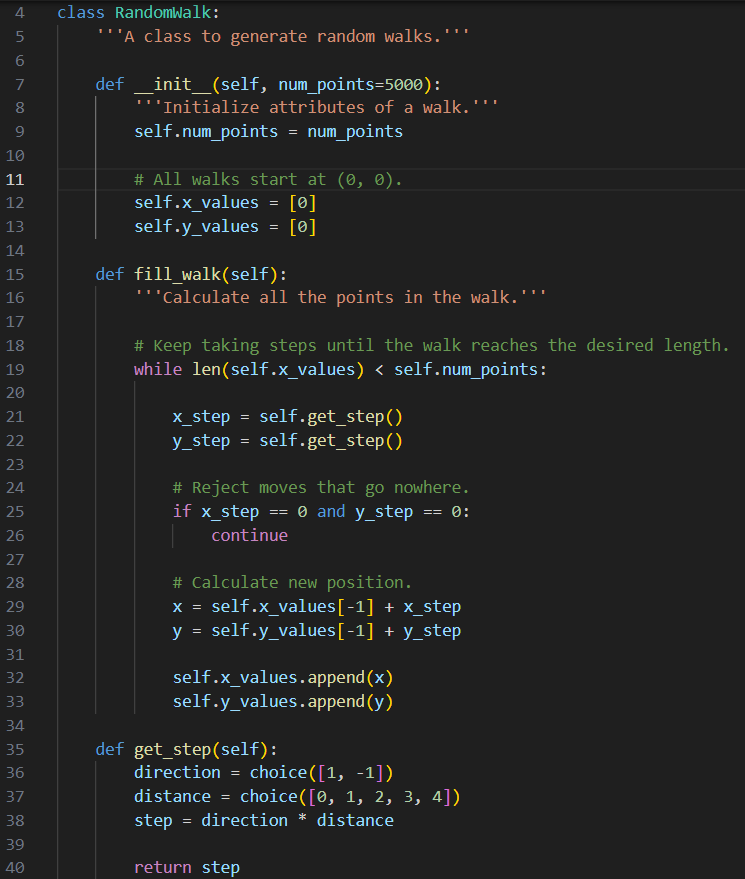 4 class RandomWalk:
5     '''A class to generate random walks.'''
6
7     def __init__(self, num_points=5000):
8         '''Initialize attributes of a walk.'''
9         self.num_points = num_points
10
11         # All walks start at (0, 0).
12         self.x_values = [0]
13         self.y_values = [0]
14
15     def fill_walk(self):
16         '''Calculate all the points in the walk.'''
17
18         # Keep taking steps until the walk reaches the desired length.
19         while len(self.x_values) < self.num_points:
20
21             x_step = self.get_step()
22             y_step = self.get_step()
23
24             # Reject moves that go nowhere.
25             if x_step == 0 and y_step == 0:
26                 continue
27
28             # Calculate new position.
29             x = self.x_values[-1] + x_step
30             y = self.y_values[-1] + y_step
31
32             self.x_values.append(x)
33             self.y_values.append(y)
34
35     def get_step(self):
36         direction = choice([1, -1])
37         distance = choice([0, 1, 2, 3, 4])
38         step = direction * distance
39
40         return step